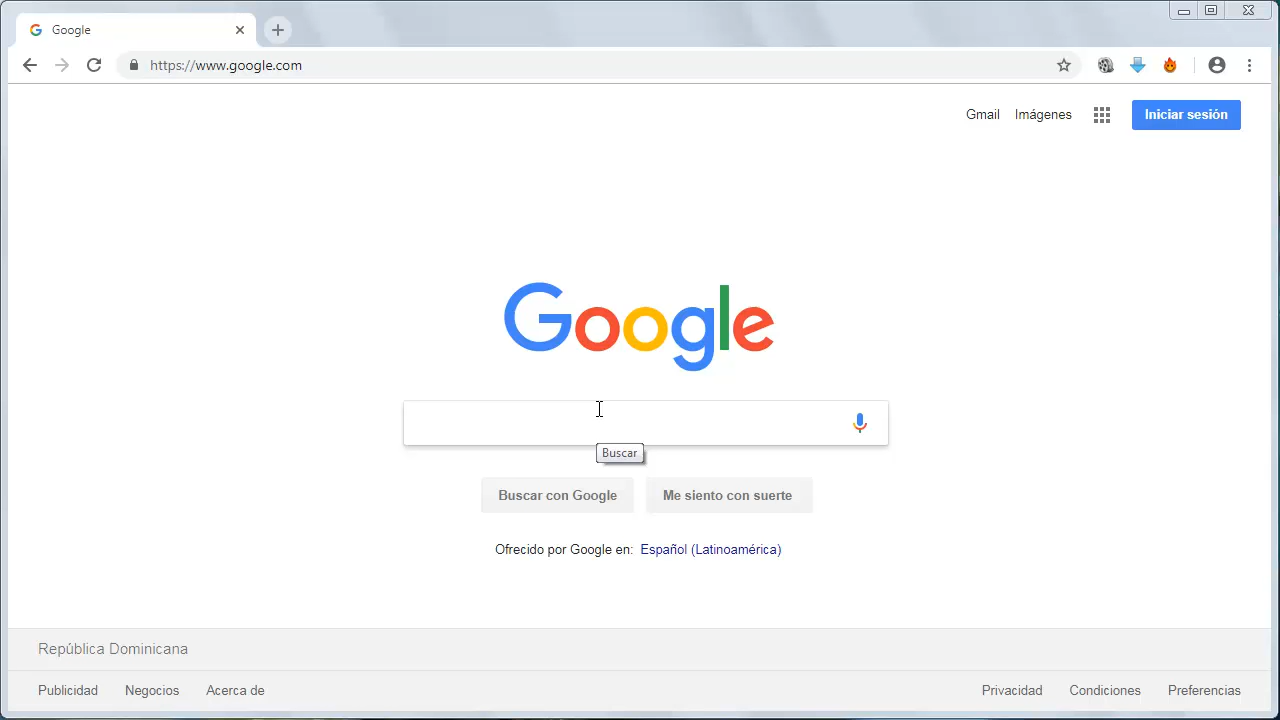 Google
https://www.google.com
Gmail Imágenes Iniciar sesión
Google
Buscar
Buscar con Google Me siento con suerte
Ofrecido por Google en: Español (Latinoamérica)
República Dominicana
Publicidad Negocios Acerca de Privacidad Condiciones Preferencias